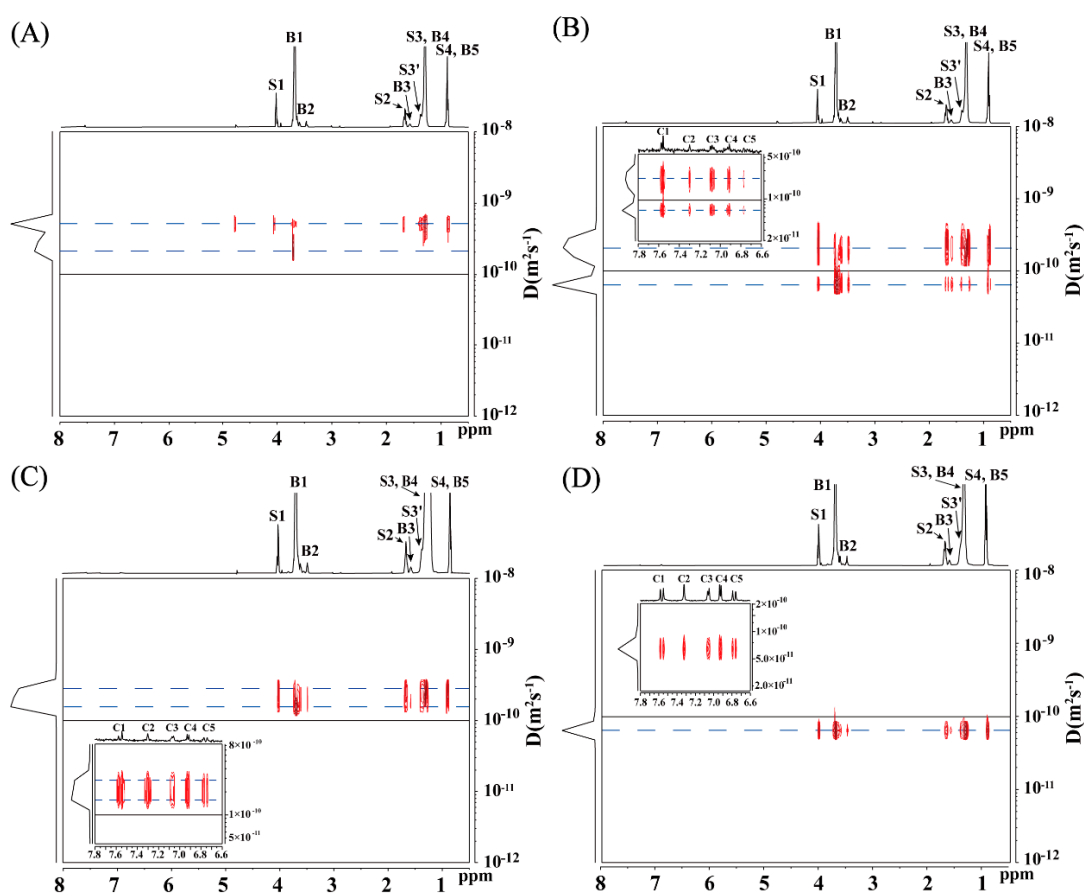 (A)
B1
S3, B4
S4, B5
S3'
B3
S1
S2
B2
10⁻⁸
10⁻⁹
10⁻¹⁰
10⁻¹¹
10⁻¹²
D(m²s⁻¹)
8 7 6 5 4 3 2 1 ppm
(B)
B1
S3, B4
S4, B5
S3'
B3
S1
S2
B2
C1 C2 C3 C4 C5
5×10⁻¹⁰
1×10⁻¹⁰
2×10⁻¹¹
7.8 7.6 7.4 7.2 7.0 6.8 6.6
10⁻⁸
10⁻⁹
10⁻¹⁰
10⁻¹¹
10⁻¹²
D(m²s⁻¹)
8 7 6 5 4 3 2 1 ppm
(C)
B1
S3, B4
S4, B5
S3'
B3
S1
S2
B2
10⁻⁸
10⁻⁹
10⁻¹⁰
10⁻¹¹
10⁻¹²
D(m²s⁻¹)
C1 C2 C3 C4 C5
8×10⁻¹⁰
1×10⁻¹⁰
5×10⁻¹¹
7.8 7.6 7.4 7.2 7.0 6.8 6.6
8 7 6 5 4 3 2 1 ppm
(D)
B1
S3, B4
S4, B5
S3'
B3
S1
S2
B2
C1 C2 C3 C4 C5
2×10⁻¹⁰
1×10⁻¹⁰
5.0×10⁻¹¹
2.0×10⁻¹¹
7.8 7.6 7.4 7.2 7.0 6.8 6.6
10⁻⁸
10⁻⁹
10⁻¹⁰
10⁻¹¹
10⁻¹²
D(m²s⁻¹)
8 7 6 5 4 3 2 1 ppm